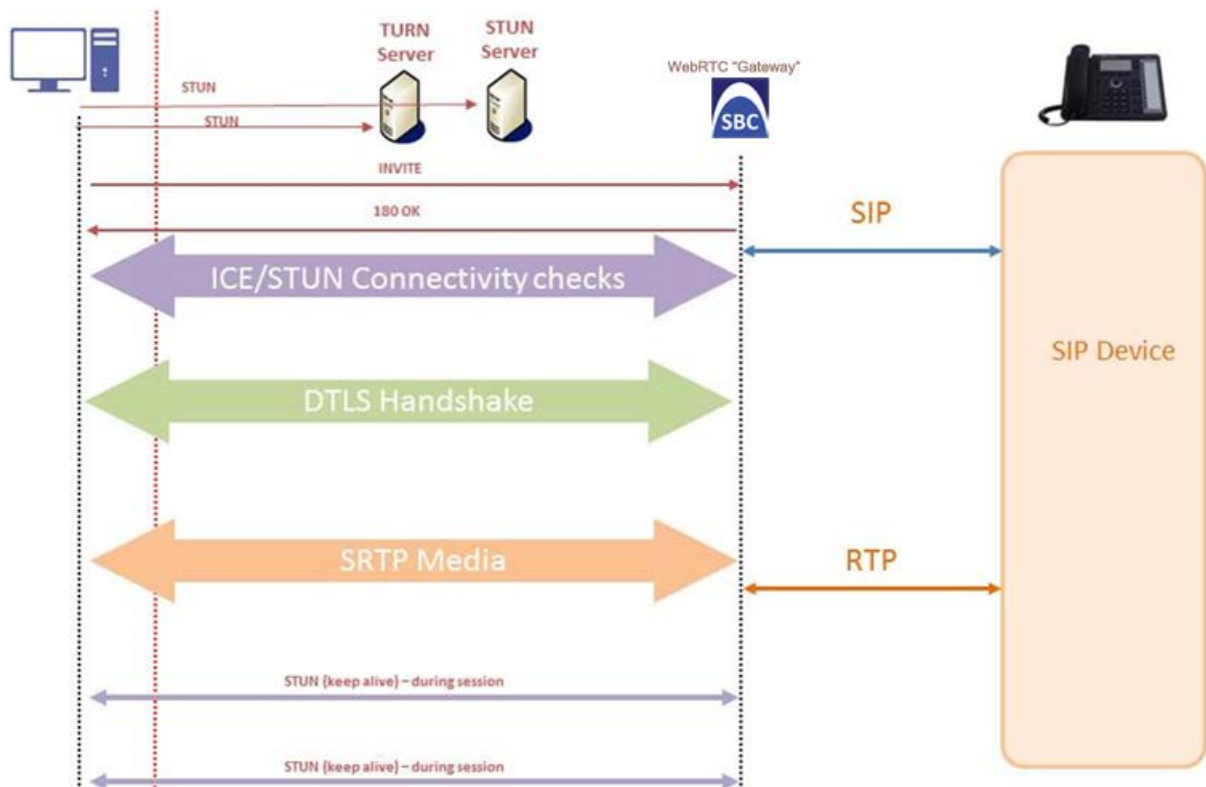 TURN
Server
STUN
Server
WebRTC "Gateway"
SBC
STUN
STUN
INVITE
180 OK
SIP
ICE/STUN Connectivity checks
SIP Device
DTLS Handshake
SRTP Media
RTP
STUN (keep alive) – during session
STUN (keep alive) – during session